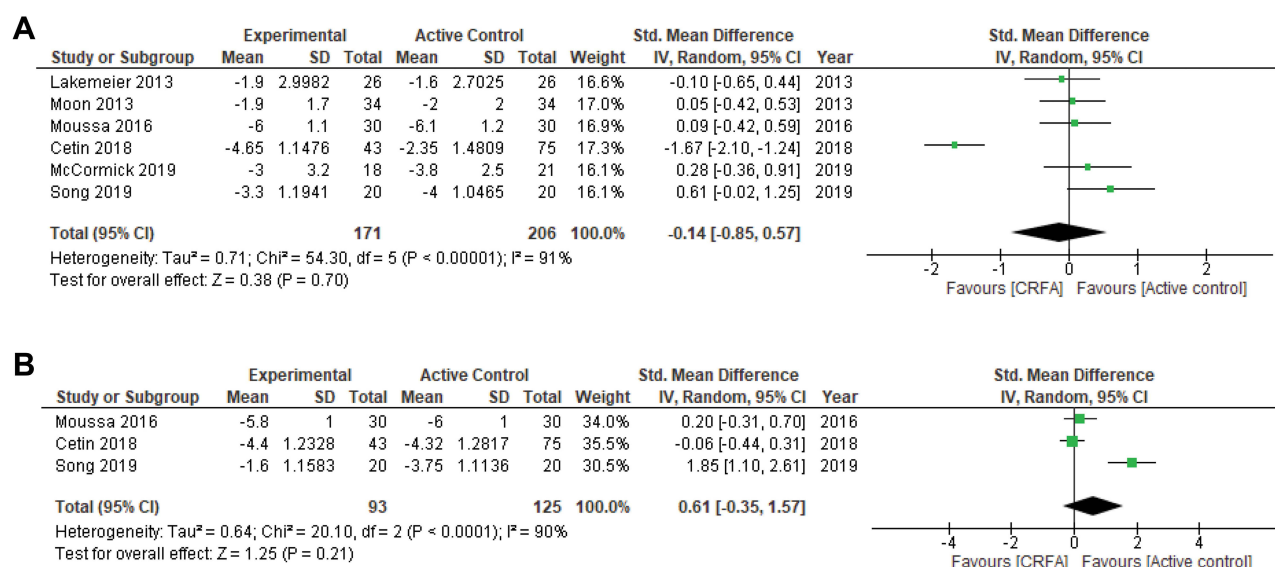 A
Experimental Active Control Std. Mean Difference Std. Mean Difference
Study or Subgroup Mean SD Total Mean SD Total Weight IV, Random, 95% CI Year IV, Random, 95% CI
Lakemeier 2013 -1.9 2.9982 26 -1.6 2.7025 26 16.6% -0.10 [-0.65, 0.44] 2013
Moon 2013 -1.9 1.7 34 -2 2 34 17.0% 0.05 [-0.42, 0.53] 2013
Moussa 2016 -6 1.1 30 -6.1 1.2 30 16.9% 0.09 [-0.42, 0.59] 2016
Cetin 2018 -4.65 1.1476 43 -2.35 1.4809 75 17.3% -1.67 [-2.10, -1.24] 2018
McCormick 2019 -3 3.2 18 -3.8 2.5 21 16.1% 0.28 [-0.36, 0.91] 2019
Song 2019 -3.3 1.1941 20 -4 1.0465 20 16.1% 0.61 [-0.02, 1.25] 2019
Total (95% CI) 171 206 100.0% -0.14 [-0.85, 0.57]
Heterogeneity: Tau² = 0.71; Chi² = 54.30, df = 5 (P < 0.00001); I² = 91%
Test for overall effect: Z = 0.38 (P = 0.70)
-2 -1 0 1 2
Favours [CRFA] Favours [Active control]
B
Experimental Active Control Std. Mean Difference Std. Mean Difference
Study or Subgroup Mean SD Total Mean SD Total Weight IV, Random, 95% CI Year IV, Random, 95% CI
Moussa 2016 -5.8 1 30 -6 1 30 34.0% 0.20 [-0.31, 0.70] 2016
Cetin 2018 -4.4 1.2328 43 -4.32 1.2817 75 35.5% -0.06 [-0.44, 0.31] 2018
Song 2019 -1.6 1.1583 20 -3.75 1.1136 20 30.5% 1.85 [1.10, 2.61] 2019
Total (95% CI) 93 125 100.0% 0.61 [-0.35, 1.57]
Heterogeneity: Tau² = 0.64; Chi² = 20.10, df = 2 (P < 0.0001); I² = 90%
Test for overall effect: Z = 1.25 (P = 0.21)
-4 -2 0 2 4
Favours [CRFA] Favours [Active control]